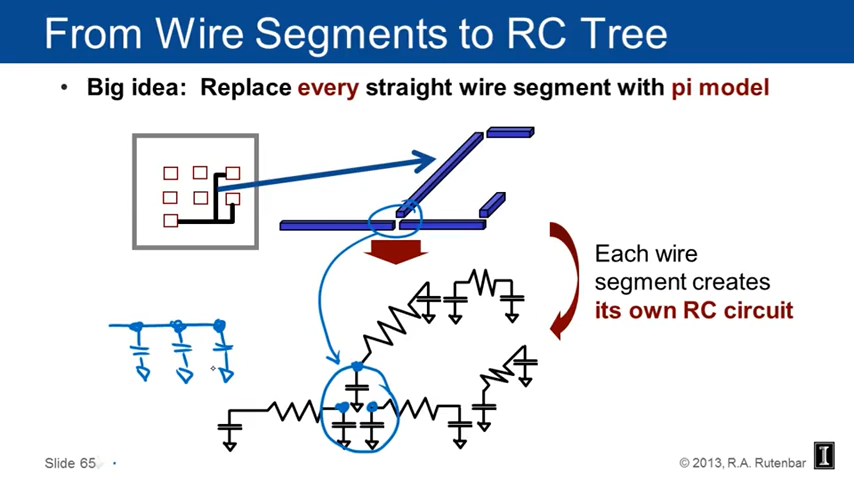 From Wire Segments to RC Tree
• Big idea: Replace every straight wire segment with pi model
Each wire
segment creates
its own RC circuit
Slide 65
© 2013, R.A. Rutenbar
I